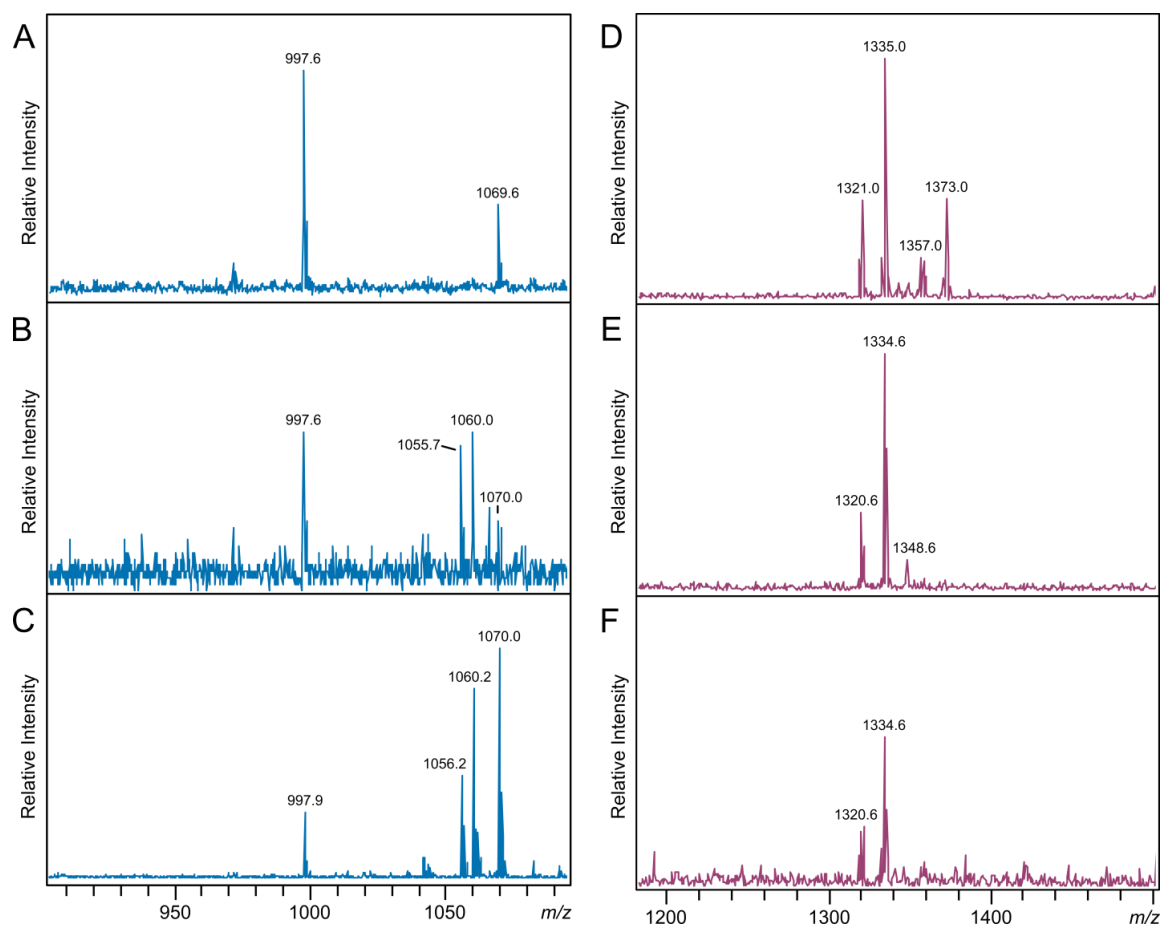 A
Relative Intensity
997.6
1069.6
B
Relative Intensity
997.6
1055.7
1060.0
1070.0
C
Relative Intensity
997.9
1056.2
1060.2
1070.0
950
1000
1050
m/z
D
Relative Intensity
1321.0
1335.0
1357.0
1373.0
E
Relative Intensity
1320.6
1334.6
1348.6
F
Relative Intensity
1320.6
1334.6
1200
1300
1400
m/z